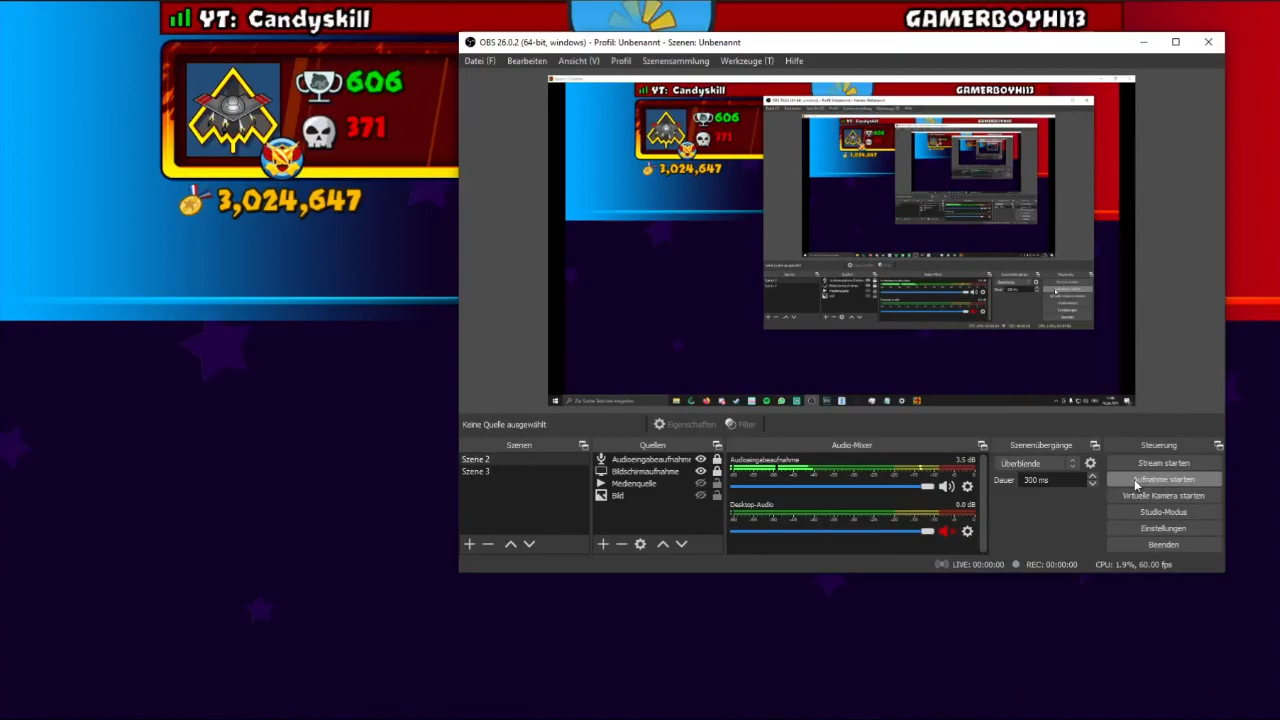 YT: Candyskill
GAMERBOYHI13
606
371
3,024,647
OBS 26.0.2 (64-bit, windows) - Profil: Unbenannt - Szenen: Unbenannt
Datei (F) Bearbeiten Ansicht (V) Profil Szenensammlung Werkzeuge (T) Hilfe
YT: Candyskill
GAMERBOYHI13
606
371
3,024,647
Keine Quelle ausgewählt
Eigenschaften
Filter
Szenen
Szene 2
Szene 3
Quellen
Audioeingabeaufnahme
Bildschirmaufnahme
Medienquelle
Bild
Audio-Mixer
Audioeingabeaufnahme 3.5 dB
Desktop-Audio 0.0 dB
Szenenübergänge
Überblende
Dauer 300 ms
Steuerung
Stream starten
Aufnahme starten
Virtuelle Kamera starten
Studio-Modus
Einstellungen
Beenden
LIVE: 00:00:00 REC: 00:00:00 CPU: 1.9%, 60.00 fps